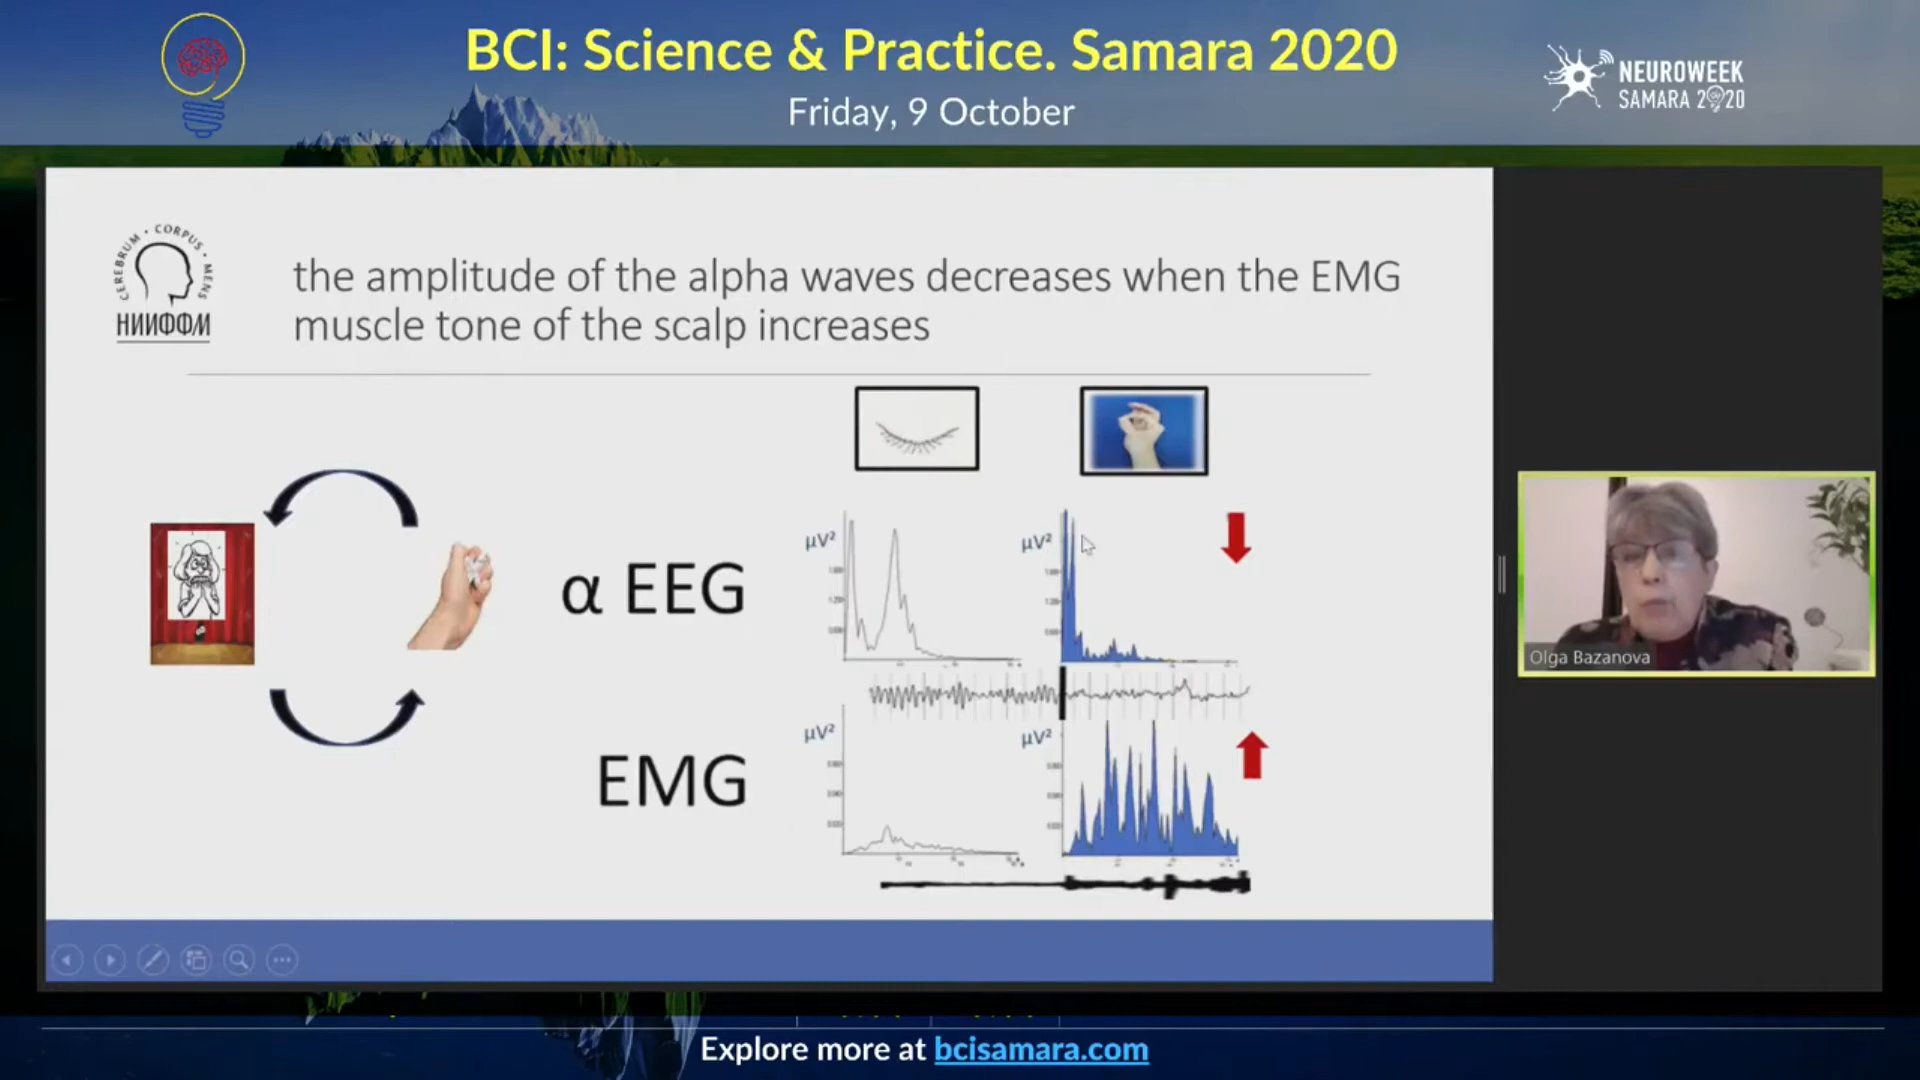 BCI: Science & Practice. Samara 2020
Friday, 9 October
NEUROWEEK
SAMARA 2020
CEREBRUM • CORPUS • MENS
НИИФФМ
the amplitude of the alpha waves decreases when the EMG
muscle tone of the scalp increases
µV²
µV²
α EEG
µV²
µV²
EMG
Olga Bazanova
Explore more at bcisamara.com